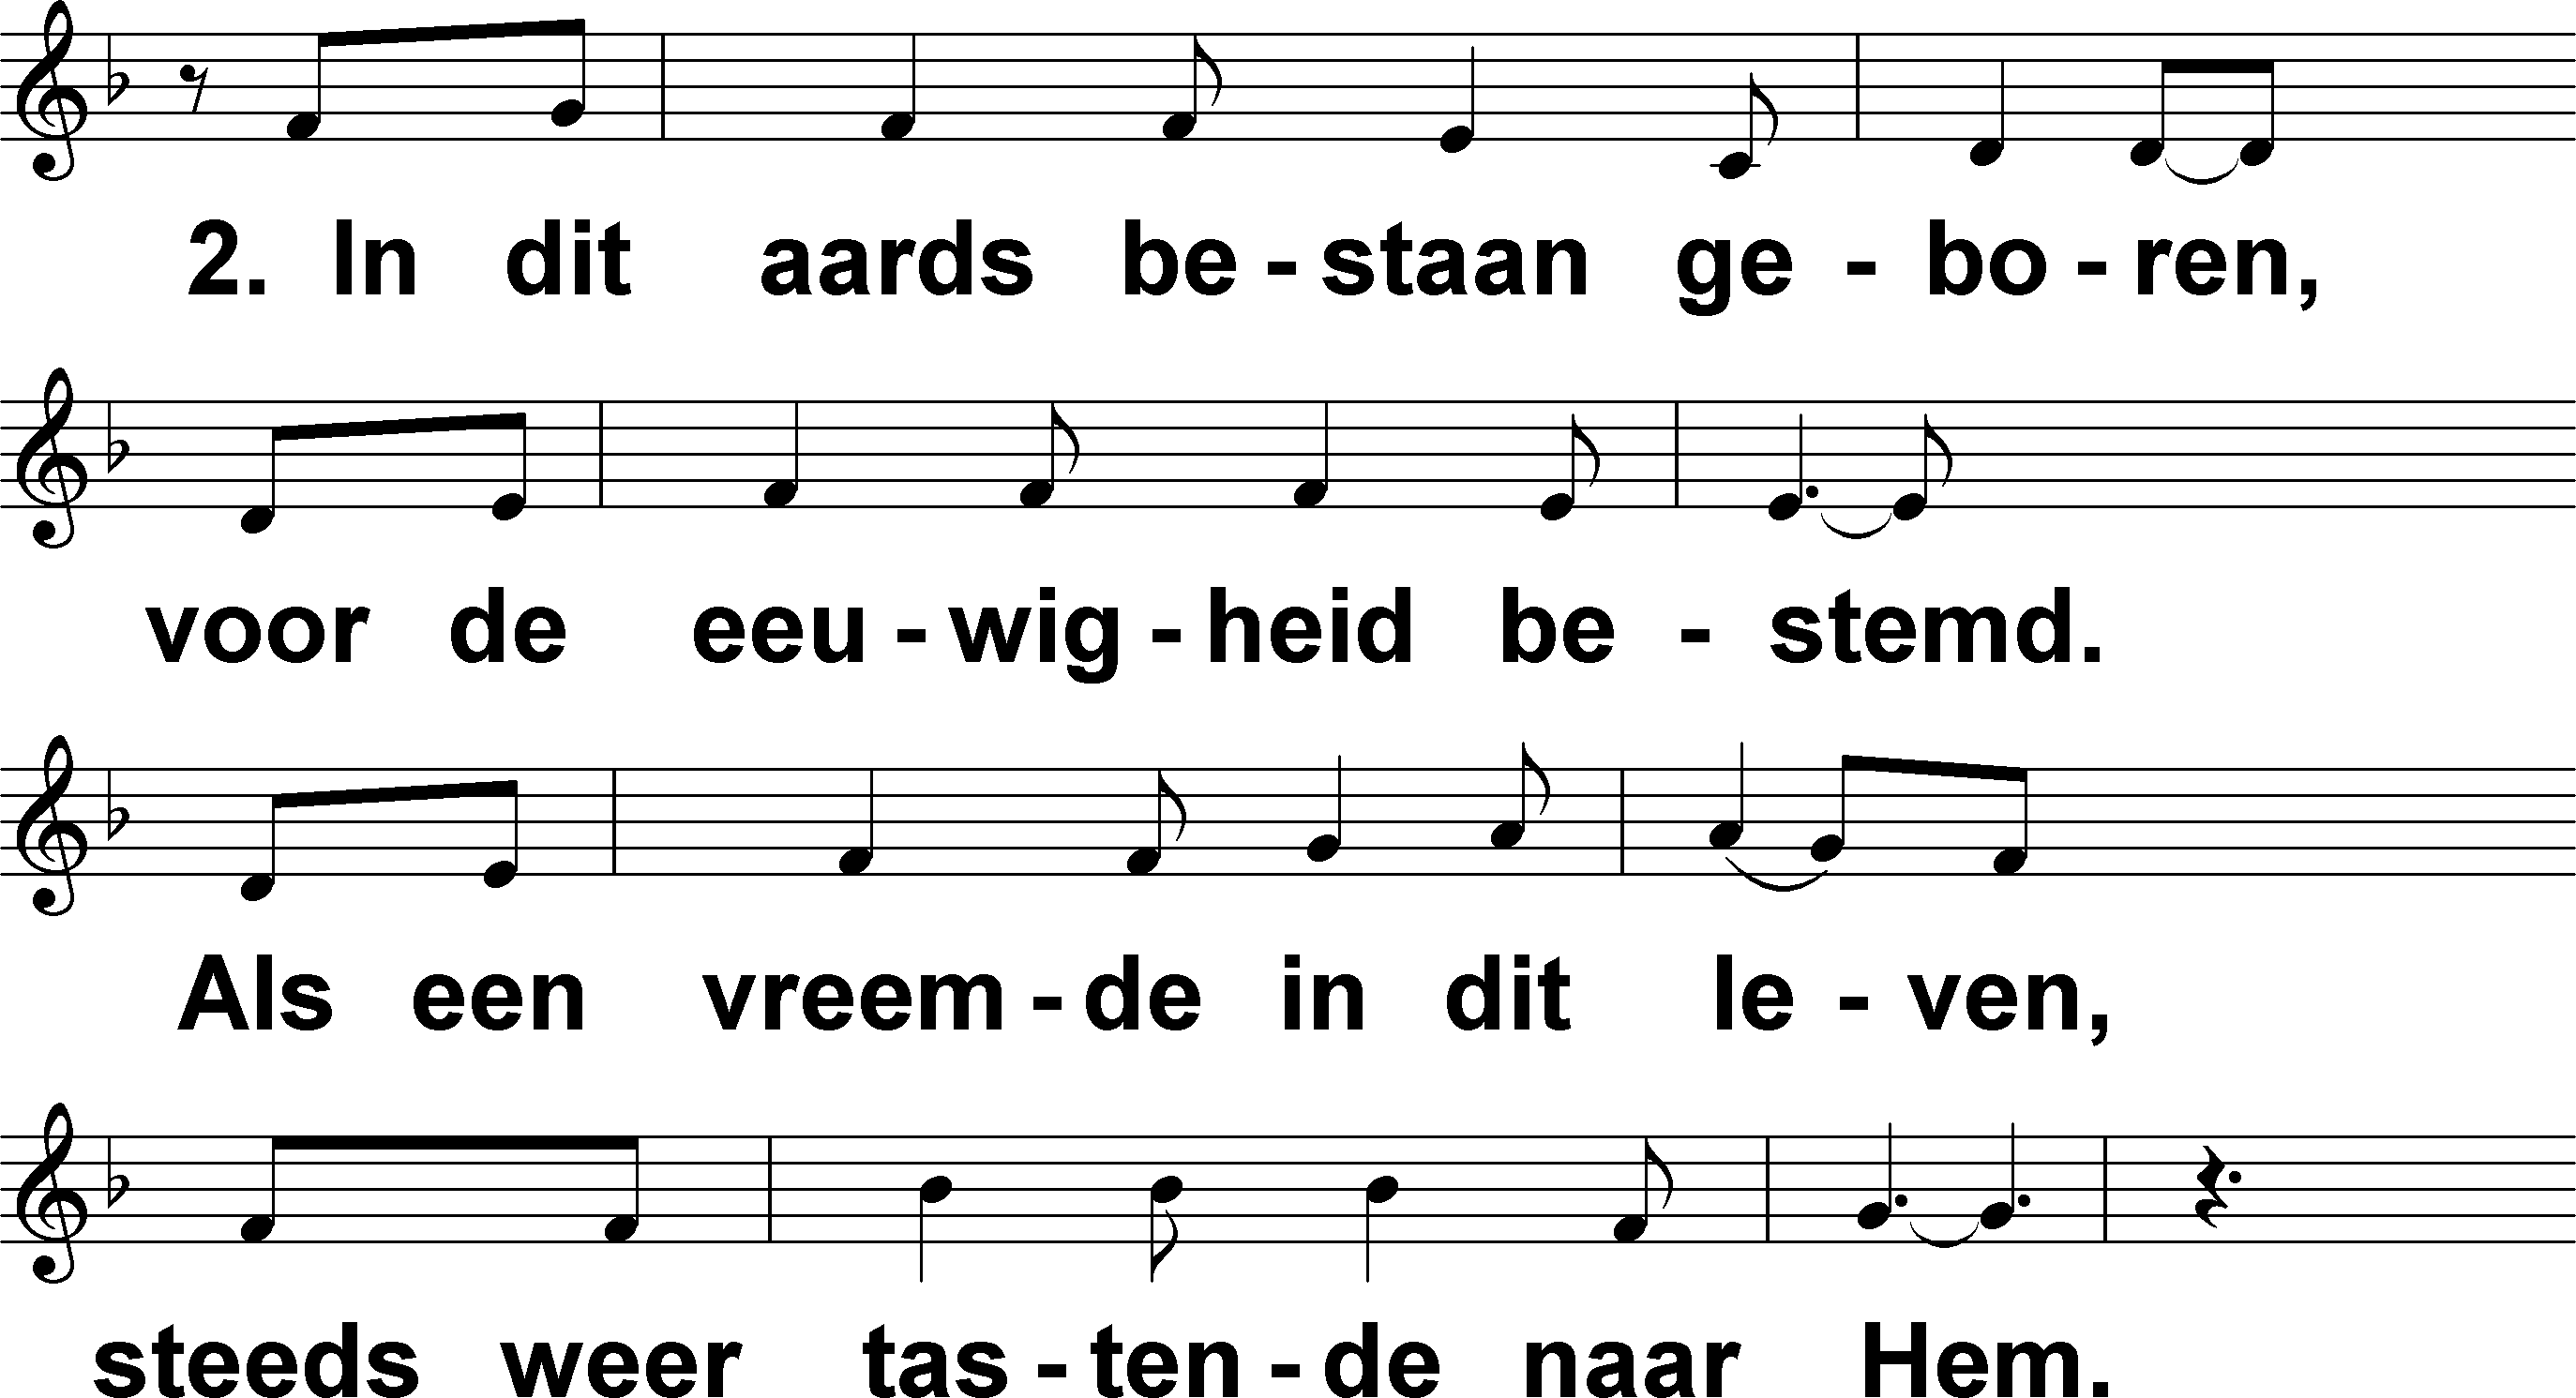 2. In dit aards be - staan ge - bo - ren,
voor de eeu - wig - heid be - stemd.
Als een vreem - de in dit le - ven,
steeds weer tas - ten - de naar Hem.